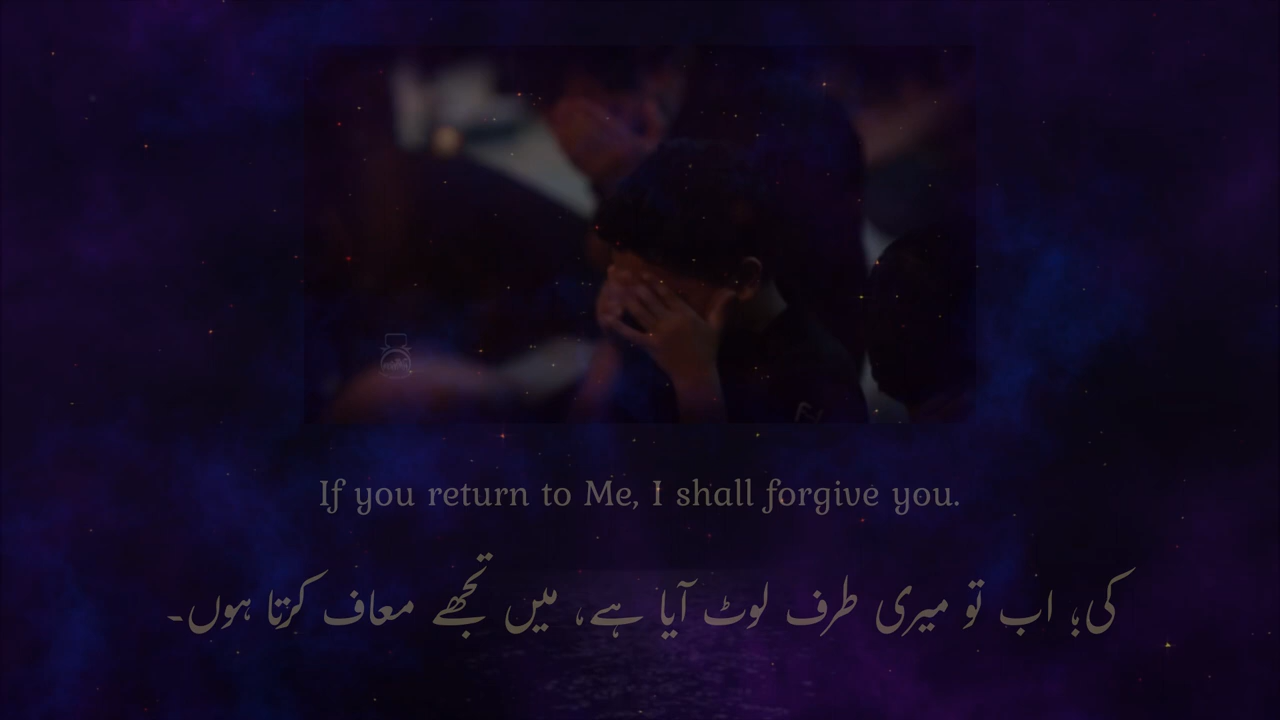 If you return to Me, I shall forgive you.
کی؛ اب تو میری طرف لوٹ آیا ہے، میں تجھے معاف کرتا ہوں۔